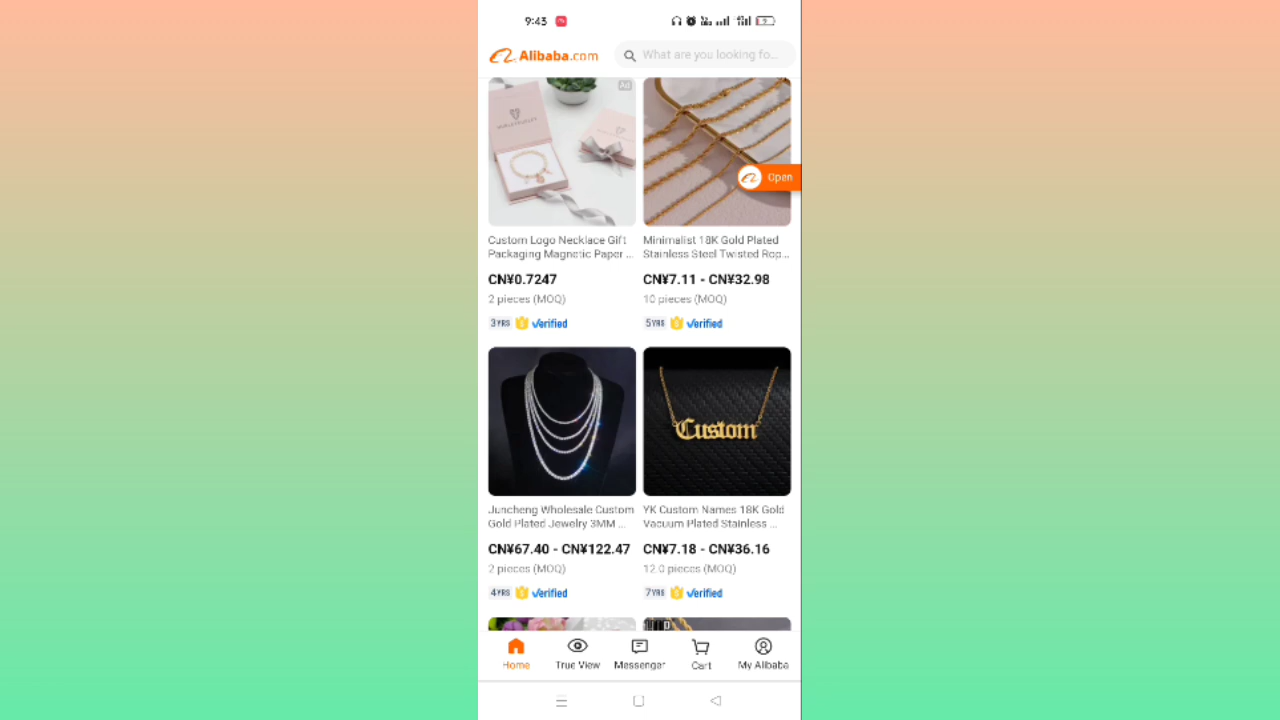 9:43
Alibaba.com
What are you looking fo...
Ad
Open
Custom Logo Necklace Gift
Packaging Magnetic Paper ...
CN¥0.7247
2 pieces (MOQ)
3YRS Verified
Minimalist 18K Gold Plated
Stainless Steel Twisted Rop...
CN¥7.11 - CN¥32.98
10 pieces (MOQ)
5YRS Verified
Custom
Juncheng Wholesale Custom
Gold Plated Jewelry 3MM ...
CN¥67.40 - CN¥122.47
2 pieces (MOQ)
4YRS Verified
YK Custom Names 18K Gold
Vacuum Plated Stainless ...
CN¥7.18 - CN¥36.16
12.0 pieces (MOQ)
7YRS Verified
Home
True View
Messenger
Cart
My Alibaba